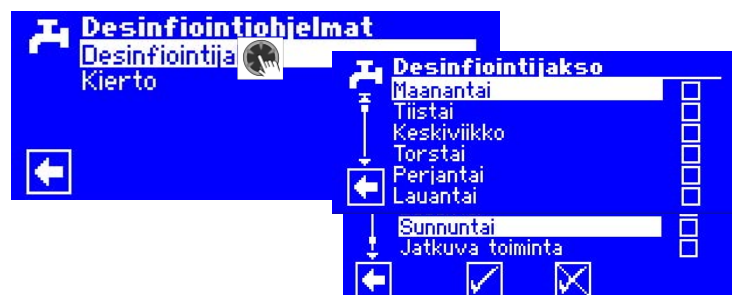 Desinfiointiohjelmat
Desinfiointija
Kierto
Desinfiointijakso
Maanantai
Tiistai
Keskiviikko
Torstai
Perjantai
Lauantai
Sunnuntai
Jatkuva toiminta